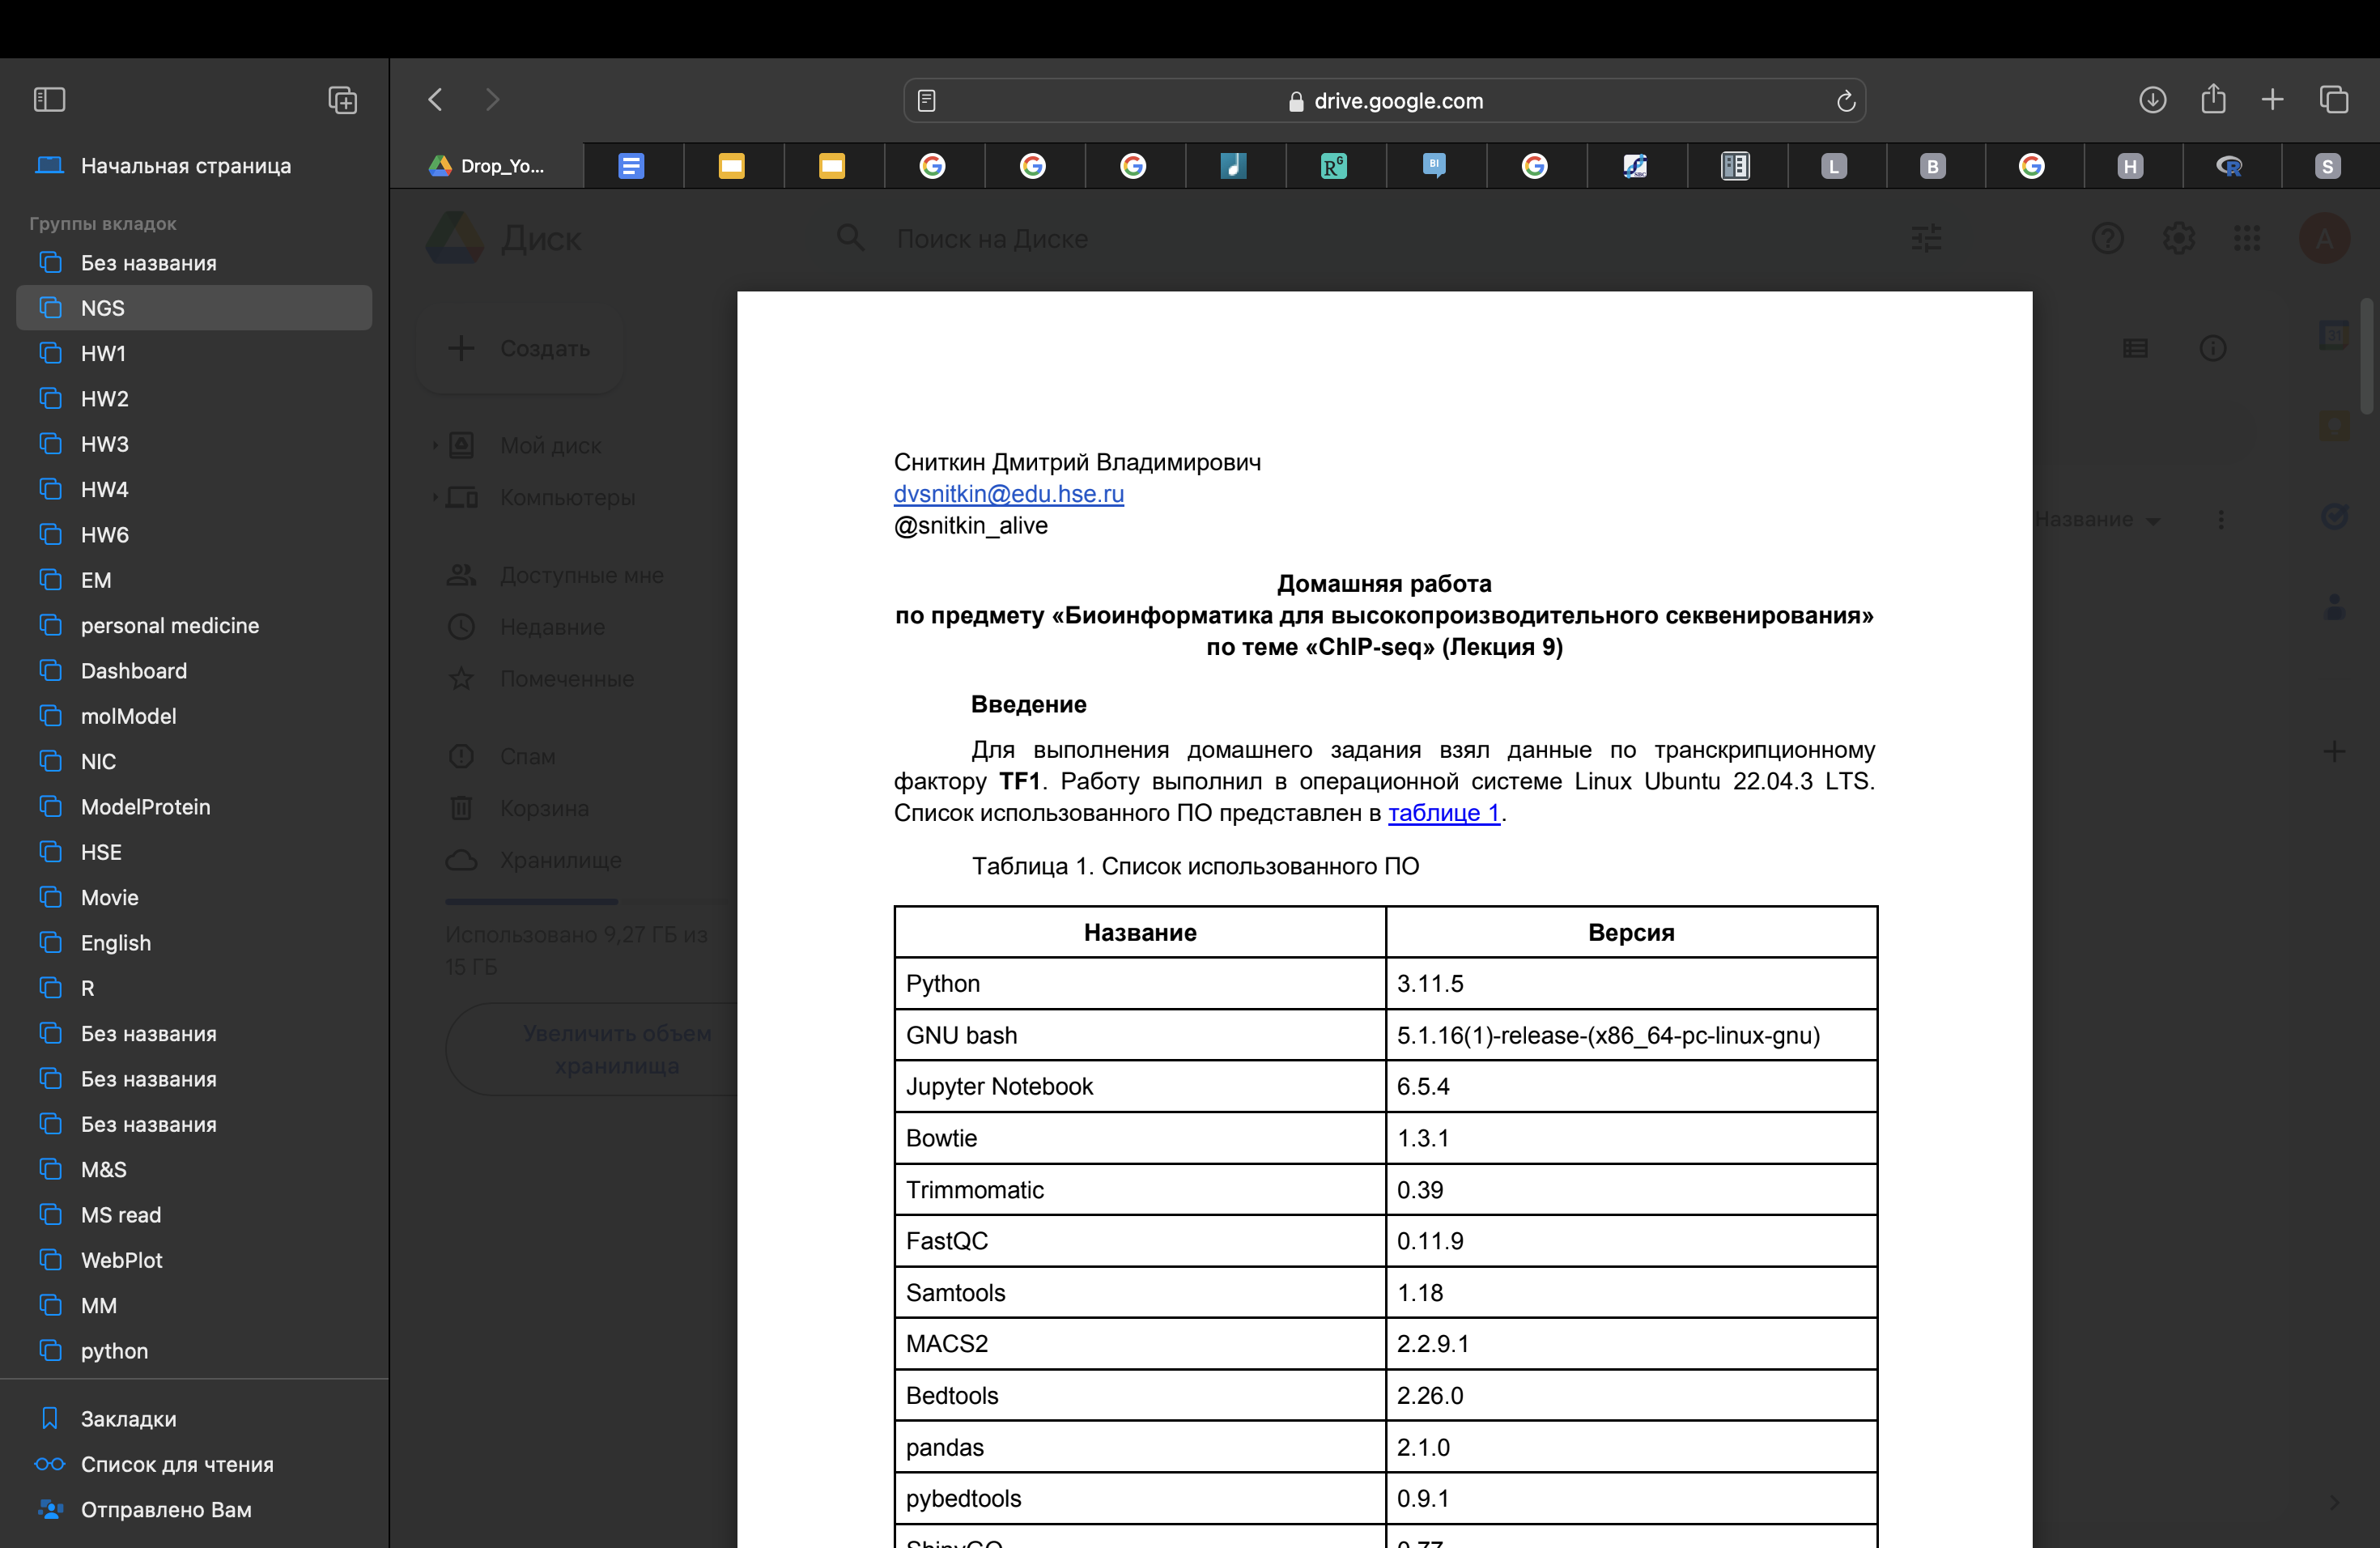 drive.google.com
Начальная страница
Drop_Yo...
Группы вкладок
Без названия
NGS
HW1
HW2
HW3
HW4
HW6
EM
personal medicine
Dashboard
molModel
NIC
ModelProtein
HSE
Movie
English
R
Без названия
Без названия
Без названия
M&S
MS read
WebPlot
MM
python
Закладки
Список для чтения
Отправлено Вам
Диск
Поиск на Диске
A
Создать
Мой диск
Компьютеры
Доступные мне
Недавние
Помеченные
Спам
Корзина
Хранилище
Использовано 9,27 ГБ из
15 ГБ
Увеличить объем
хранилища
Название
Сниткин Дмитрий Владимирович
dvsnitkin@edu.hse.ru
@snitkin_alive
Домашняя работа
по предмету «Биоинформатика для высокопроизводительного секвенирования»
по теме «ChIP-seq» (Лекция 9)
Введение
Для выполнения домашнего задания взял данные по транскрипционному
фактору TF1. Работу выполнил в операционной системе Linux Ubuntu 22.04.3 LTS.
Список использованного ПО представлен в таблице 1.
Таблица 1. Список использованного ПО
Название Версия
Python 3.11.5
GNU bash 5.1.16(1)-release-(x86_64-pc-linux-gnu)
Jupyter Notebook 6.5.4
Bowtie 1.3.1
Trimmomatic 0.39
FastQC 0.11.9
Samtools 1.18
MACS2 2.2.9.1
Bedtools 2.26.0
pandas 2.1.0
pybedtools 0.9.1
ShinyGO 0.77